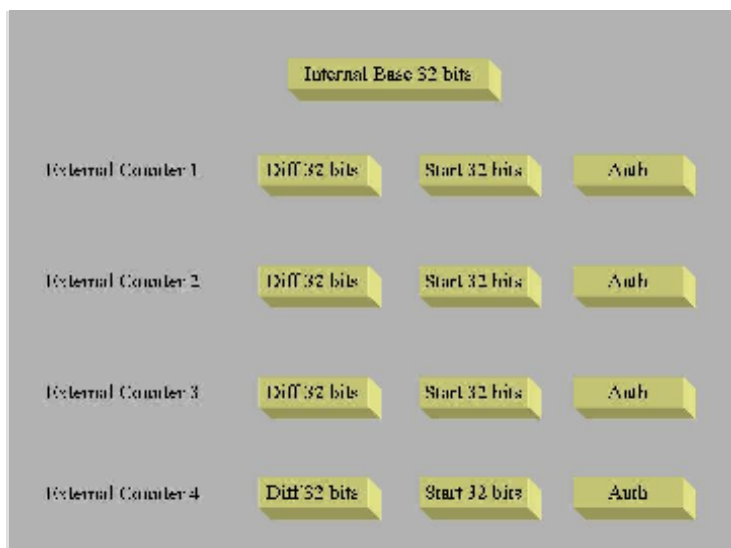 Internal Base 32 bits
External Counter 1 Diff 32 bits Start 32 bits Auth
External Counter 2 Diff 32 bits Start 32 bits Auth
External Counter 3 Diff 32 bits Start 32 bits Auth
External Counter 4 Diff 32 bits Start 32 bits Auth